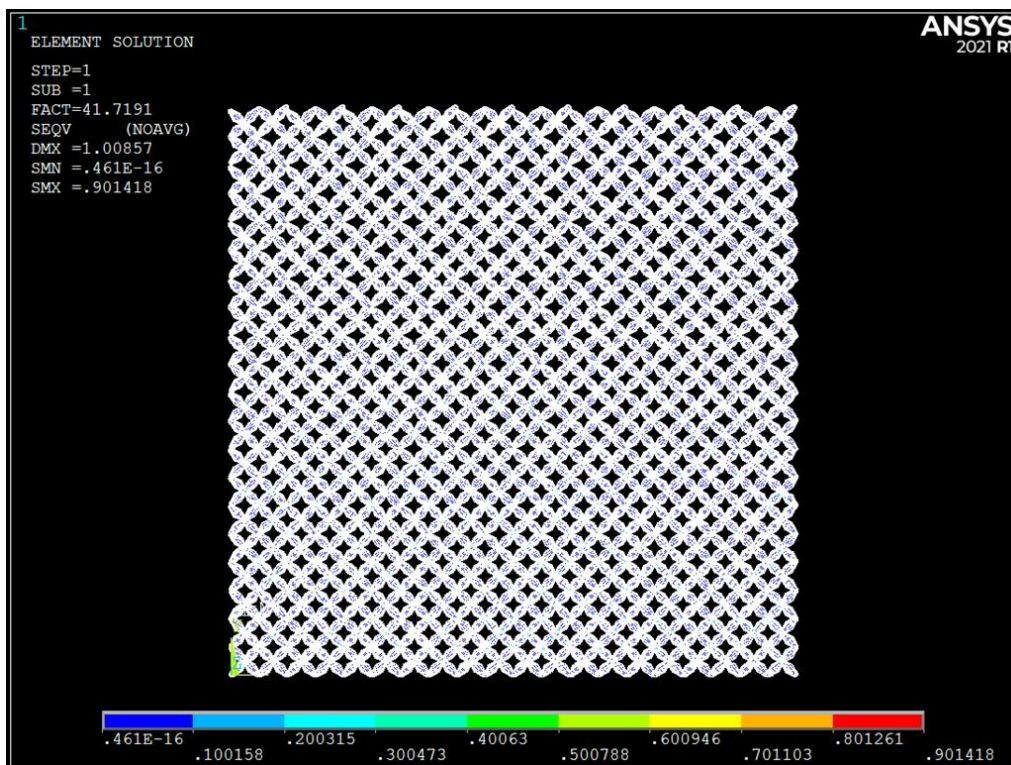 1
ANSYS
2021 R1
ELEMENT SOLUTION
STEP=1
SUB =1
FACT=41.7191
SEQV (NOAVG)
DMX =1.00857
SMN =.461E-16
SMX =.901418
.461E-16 .200315 .40063 .600946 .801261
.100158 .300473 .500788 .701103 .901418